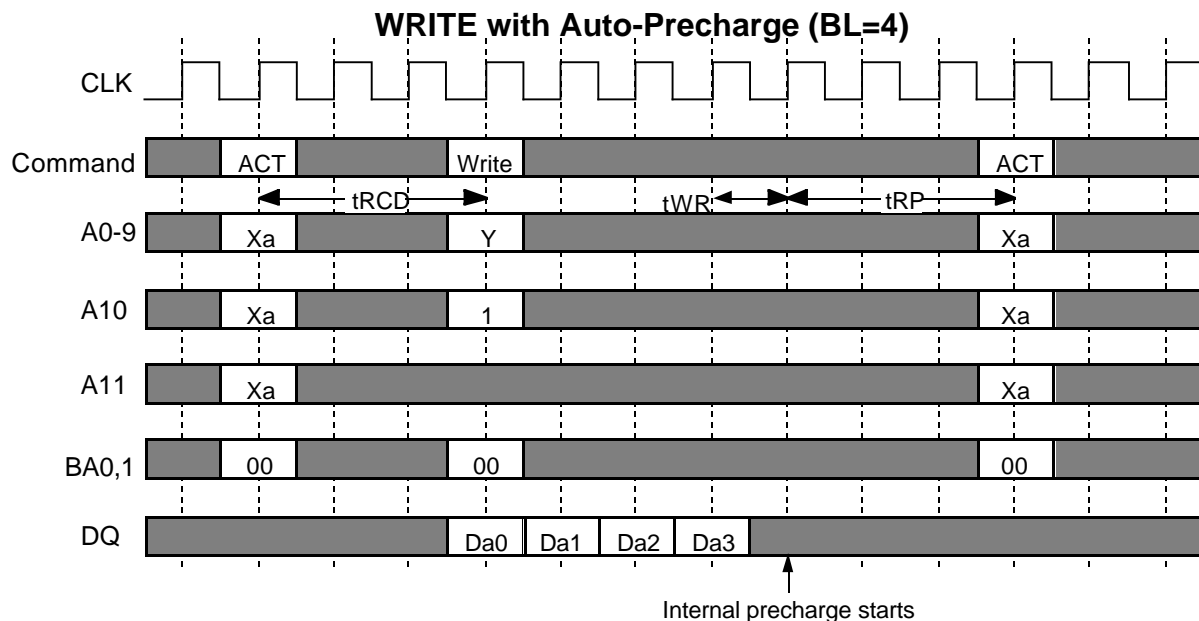 WRITE with Auto-Precharge (BL=4)
CLK
Command ACT Write ACT
tRCD tWR tRP
A0-9 Xa Y Xa
A10 Xa 1 Xa
A11 Xa Xa
BA0,1 00 00 00
DQ Da0 Da1 Da2 Da3
Internal precharge starts